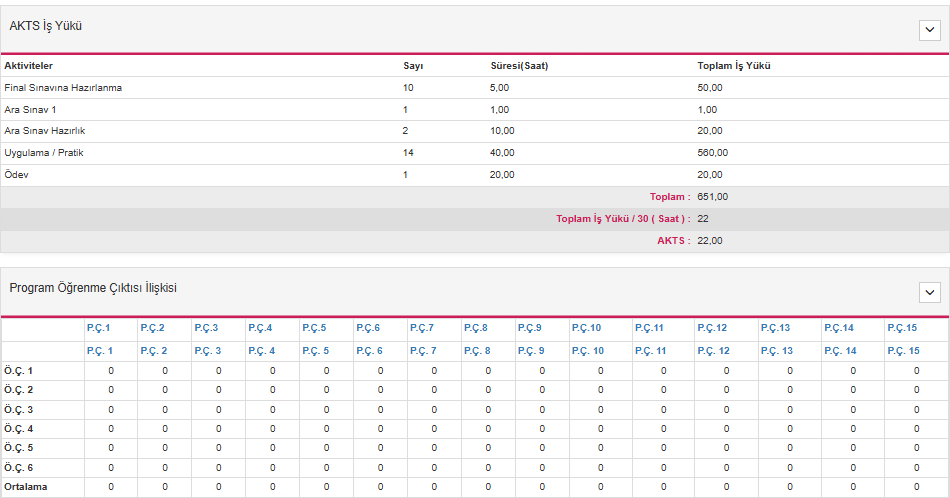 AKTS İş Yükü
Aktiviteler Sayı Süresi(Saat) Toplam İş Yükü
Final Sınavına Hazırlanma 10 5,00 50,00
Ara Sınav 1 1 1,00 1,00
Ara Sınav Hazırlık 2 10,00 20,00
Uygulama / Pratik 14 40,00 560,00
Ödev 1 20,00 20,00
Toplam : 651,00
Toplam İş Yükü / 30 ( Saat ) : 22
AKTS : 22,00
Program Öğrenme Çıktısı İlişkisi
P.Ç.1 P.Ç.2 P.Ç.3 P.Ç.4 P.Ç.5 P.Ç.6 P.Ç.7 P.Ç.8 P.Ç.9 P.Ç.10 P.Ç.11 P.Ç.12 P.Ç.13 P.Ç.14 P.Ç.15
P.Ç. 1 P.Ç. 2 P.Ç. 3 P.Ç. 4 P.Ç. 5 P.Ç. 6 P.Ç. 7 P.Ç. 8 P.Ç. 9 P.Ç. 10 P.Ç. 11 P.Ç. 12 P.Ç. 13 P.Ç. 14 P.Ç. 15
Ö.Ç. 1 0 0 0 0 0 0 0 0 0 0 0 0 0 0 0
Ö.Ç. 2 0 0 0 0 0 0 0 0 0 0 0 0 0 0 0
Ö.Ç. 3 0 0 0 0 0 0 0 0 0 0 0 0 0 0 0
Ö.Ç. 4 0 0 0 0 0 0 0 0 0 0 0 0 0 0 0
Ö.Ç. 5 0 0 0 0 0 0 0 0 0 0 0 0 0 0 0
Ö.Ç. 6 0 0 0 0 0 0 0 0 0 0 0 0 0 0 0
Ortalama 0 0 0 0 0 0 0 0 0 0 0 0 0 0 0